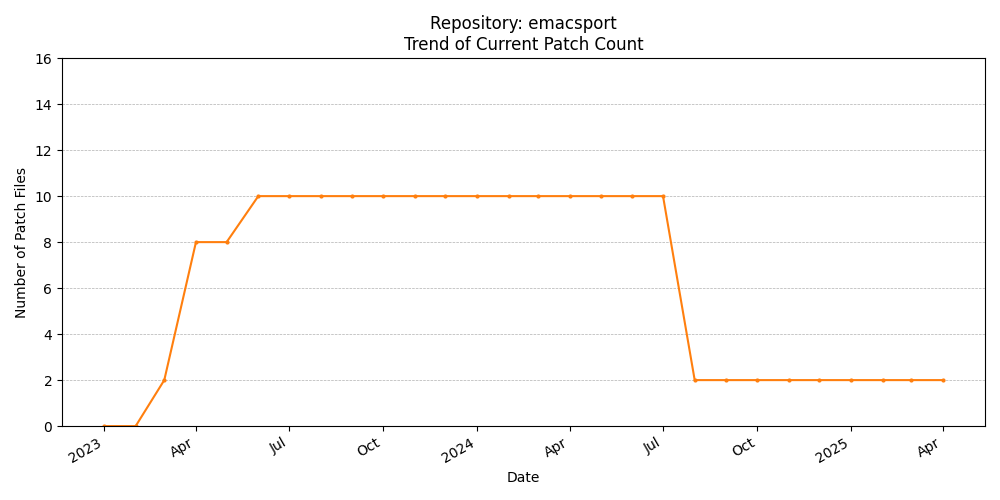 Repository: emacsport
Trend of Current Patch Count
16
14
12
10
8
6
4
2
0
Number of Patch Files
2023
Apr
Jul
Oct
2024
Apr
Jul
Oct
2025
Apr
Date